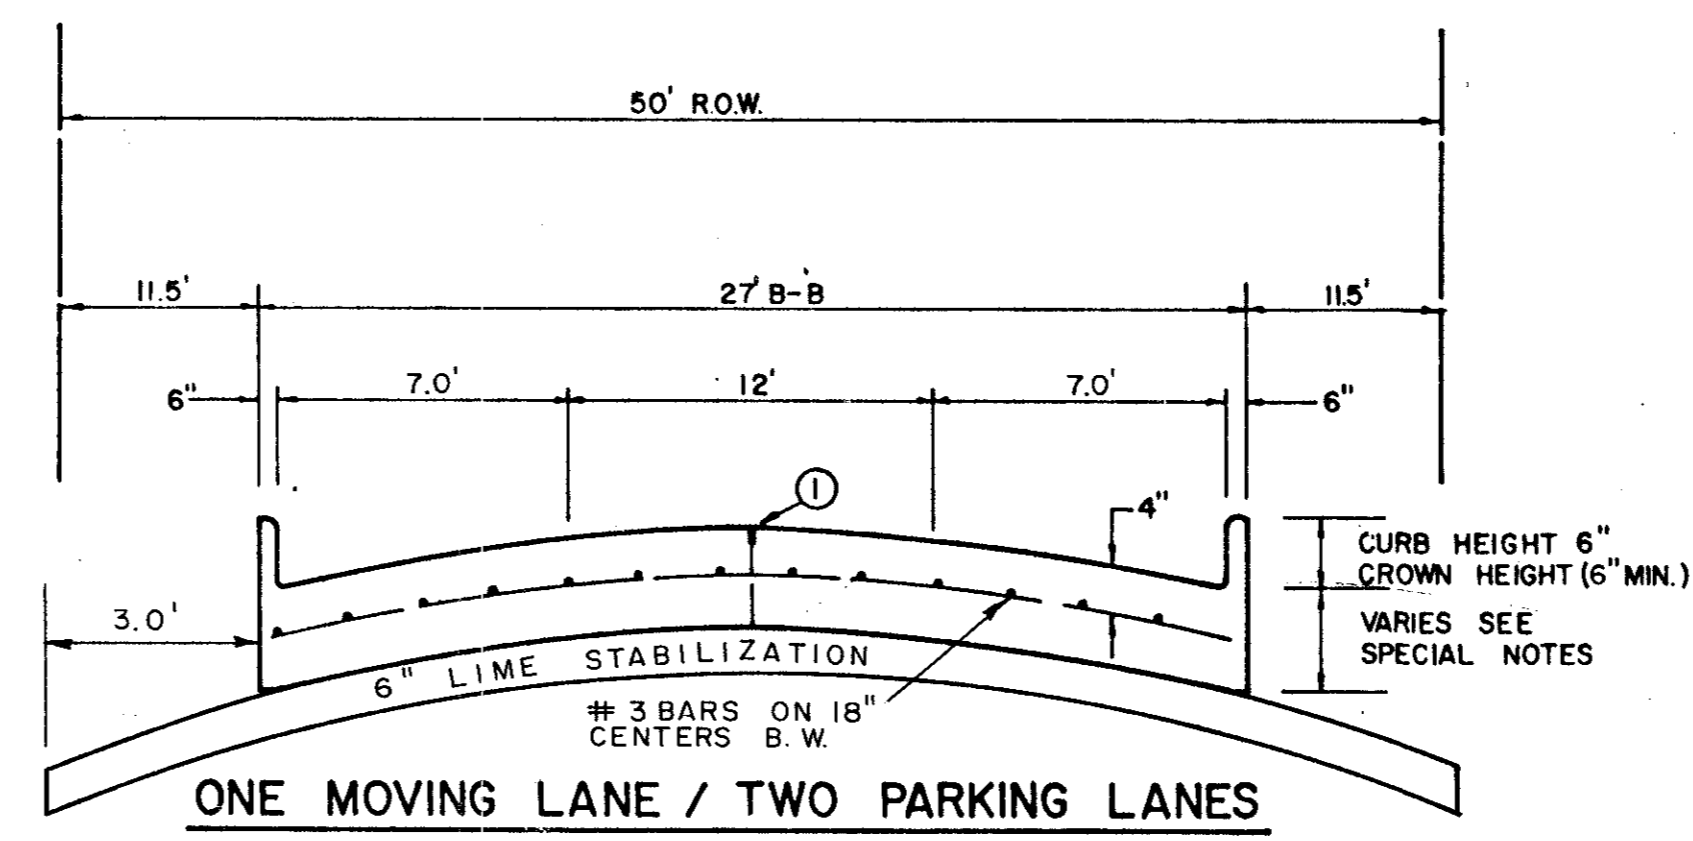 50' R.O.W.
11.5'
27' B-B
11.5'
6"
7.0'
12'
7.0'
6"
1
4"
CURB HEIGHT 6"
CROWN HEIGHT (6" MIN.)
3.0'
VARIES SEE
SPECIAL NOTES
6" LIME STABILIZATION
# 3 BARS ON 18"
CENTERS B.W.
ONE MOVING LANE / TWO PARKING LANES